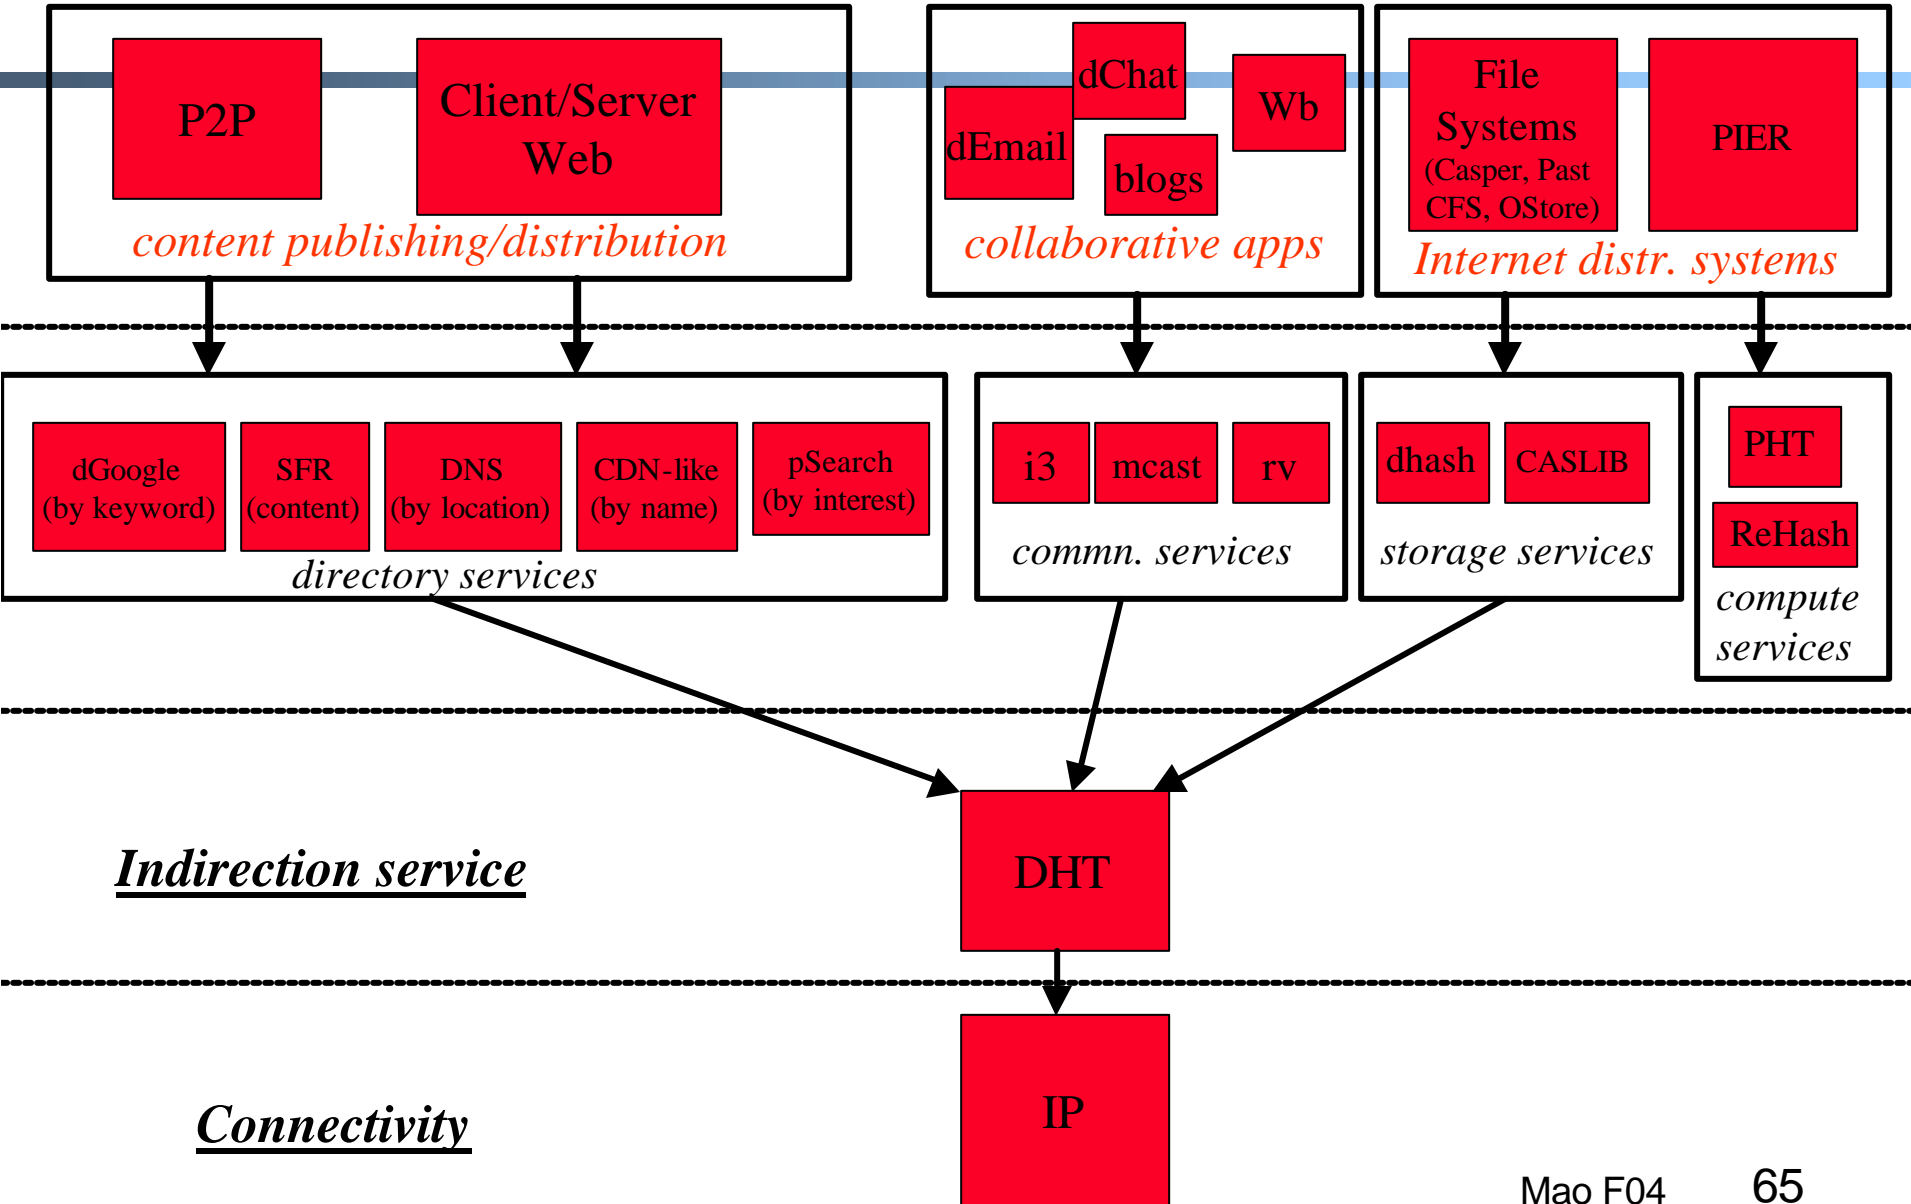 P2P
Client/Server
Web
content publishing/distribution
dChat
dEmail
Wb
blogs
collaborative apps
File
Systems
(Casper, Past
CFS, OStore)
PIER
Internet distr. systems
dGoogle
(by keyword)
SFR
(content)
DNS
(by location)
CDN-like
(by name)
pSearch
(by interest)
directory services
i3
mcast
rv
commn. services
dhash
CASLIB
storage services
PHT
ReHash
compute
services
Indirection service
DHT
Connectivity
IP
Mao F04 65